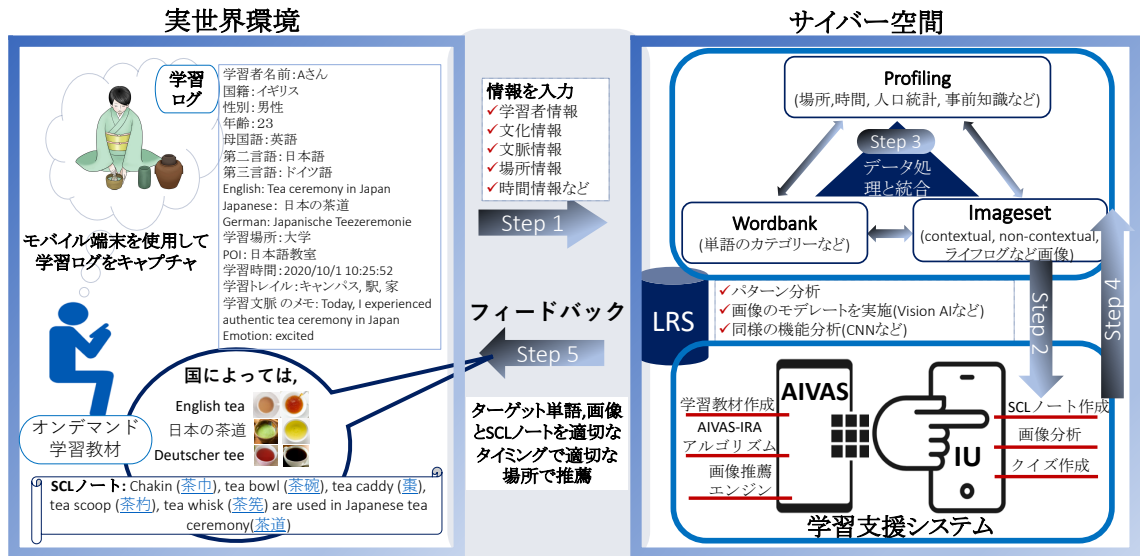 実世界環境
学習
ログ
学習者名前：Aさん
国籍：イギリス
性別：男性
年齢：23
母国語：英語
第二言語：日本語
第三言語：ドイツ語
English: Tea ceremony in Japan
Japanese：日本の茶道
German: Japanische Teezeremonie
学習場所：大学
POI：日本語教室
学習時間：2020/10/1 10:25:52
学習トレイル：キャンパス, 駅, 家
学習文脈 のメモ：Today, I experienced
authentic tea ceremony in Japan
Emotion: excited
モバイル端末を使用して
学習ログをキャプチャ
オンデマンド
学習教材
国によっては,
English tea
日本の茶道
Deutscher tee
SCLノート: Chakin (茶巾), tea bowl (茶碗), tea caddy (棗),
tea scoop (茶杓), tea whisk (茶筅) are used in Japanese tea
ceremony(茶道)
情報を入力
✓学習者情報
✓文化情報
✓文脈情報
✓場所情報
✓時間情報など
Step 1
フィードバック
Step 5
ターゲット単語,画像
とSCLノートを適切な
タイミングで適切な
場所で推薦
サイバー空間
Profiling
(場所,時間, 人口統計, 事前知識など)
Step 3
データ処
理と統合
Wordbank
(単語のカテゴリーなど)
Imageset
(contextual, non-contextual,
ライフログなど画像)
Step 2
Step 4
LRS
✓パターン分析
✓画像のモデレートを実施(Vision AIなど)
✓同様の機能分析(CNNなど)
AIVAS
学習教材作成
AIVAS-IRA
アルゴリズム
画像推薦
エンジン
IU
SCLノート作成
画像分析
クイズ作成
学習支援システム